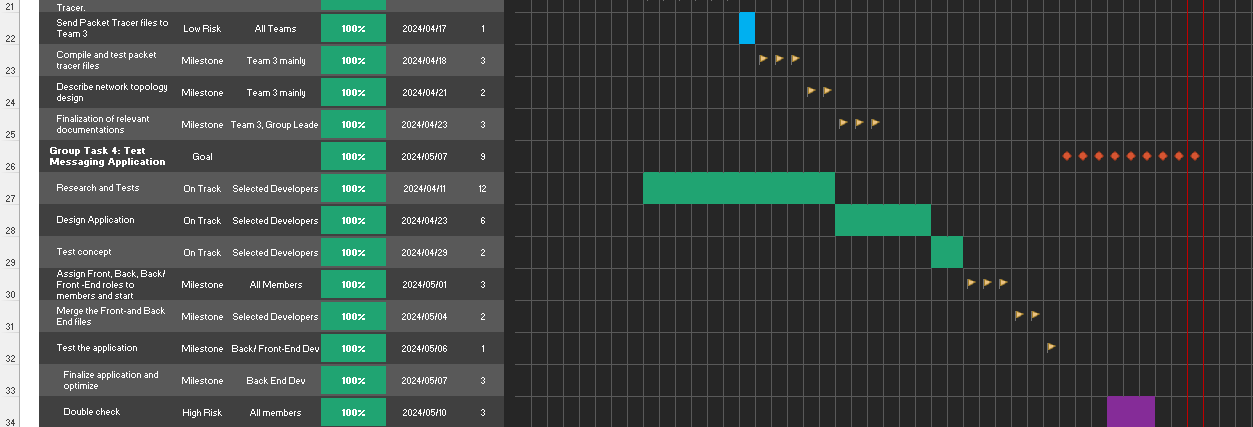 21
Tracer.
22
Send Packet Tracer files to
Team 3
Low Risk
All Teams
100%
2024/04/17
1
23
Compile and test packet
tracer files
Milestone
Team 3 mainly
100%
2024/04/18
3
24
Describe network topology
design
Milestone
Team 3 mainly
100%
2024/04/21
2
25
Finalization of relevant
documentations
Milestone
Team 3, Group Leade
100%
2024/04/23
3
26
Group Task 4: Text
Messaging Application
Goal
100%
2024/05/07
9
27
Research and Tests
On Track
Selected Developers
100%
2024/04/11
12
28
Design Application
On Track
Selected Developers
100%
2024/04/23
6
29
Test concept
On Track
Selected Developers
100%
2024/04/29
2
30
Assign Front, Back, Back/
Front -End roles to
members and start
Milestone
All Members
100%
2024/05/01
3
31
Merge the Front-and Back
End files
Milestone
Selected Developers
100%
2024/05/04
2
32
Test the application
Milestone
Back/ Front-End Dev
100%
2024/05/06
1
33
Finalize application and
optimize
Milestone
Back End Dev
100%
2024/05/07
3
34
Double check
High Risk
All members
100%
2024/05/10
3